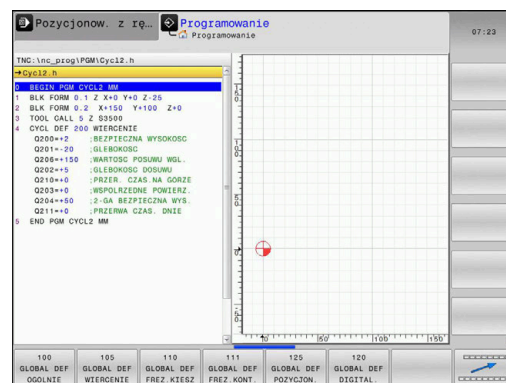 Pozycjonow. z rę…
Programowanie
Programowanie
07:23
TNC:\nc_prog\PGM\Cycl2.h
→Cycl2.h
0 BEGIN PGM CYCL2 MM
1 BLK FORM 0.1 Z X+0 Y+0 Z-25
2 BLK FORM 0.2 X+150 Y+100 Z+0
3 TOOL CALL 5 Z S3500
4 CYCL DEF 200 WIERCENIE
Q200=+2 ;BEZPIECZNA WYSOKOSC
Q201=-20 ;GLEBOKOSC
Q206=+150 ;WARTOSC POSUWU WGL.
Q202=+5 ;GLEBOKOSC DOSUWU
Q210=+0 ;PRZER. CZAS.NA GORZE
Q203=+0 ;WSPOLRZEDNE POWIERZ.
Q204=+60 ;2-GA BEZPIECZNA WYS.
Q211=+0 ;PRZERWA CZAS. DNIE
5 END PGM CYCL2 MM
150
100
50
0
0
50
100
150
100
GLOBAL DEF
OGOLNIE
105
GLOBAL DEF
WIERCENIE
110
GLOBAL DEF
FREZ.KIESZ
111
GLOBAL DEF
FREZ.KONT.
125
GLOBAL DEF
POZYCJON.
120
GLOBAL DEF
DIGITAL.